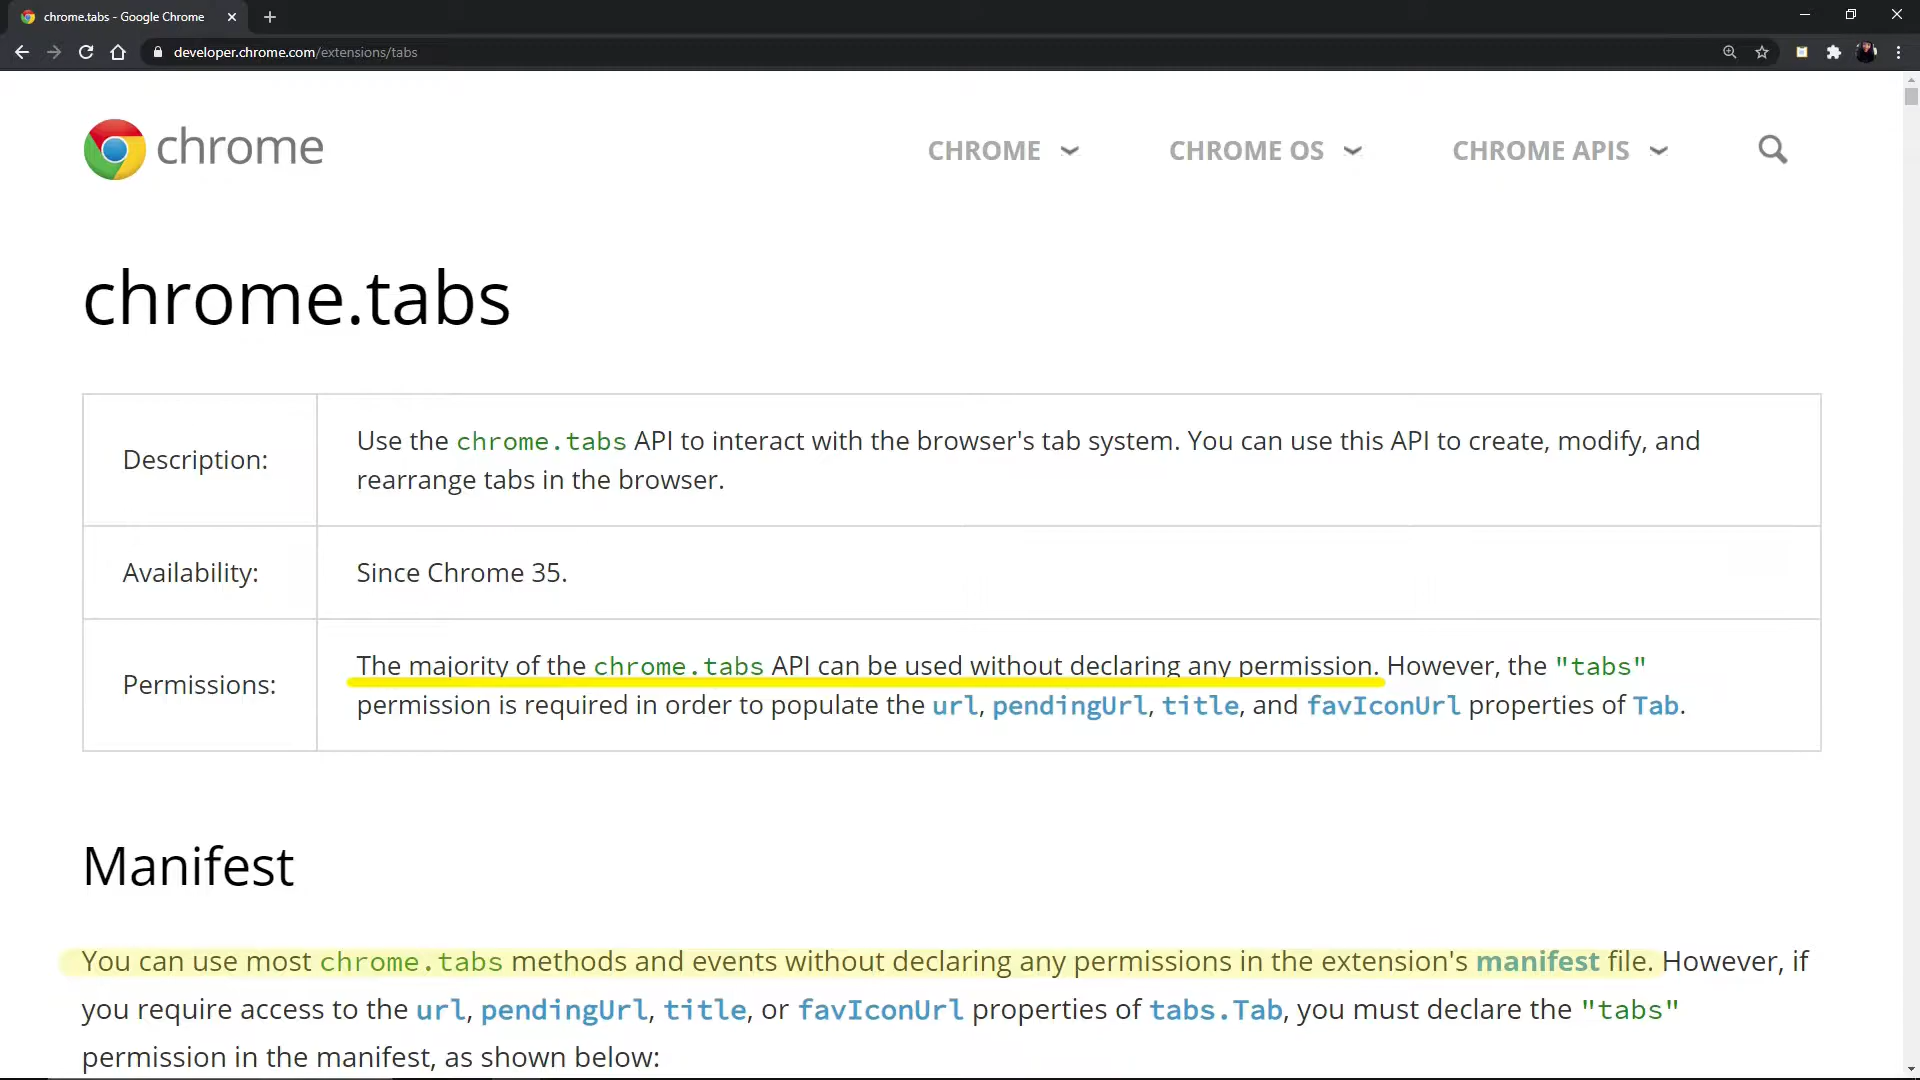 chrome.tabs - Google Chrome
developer.chrome.com/extensions/tabs
chrome
CHROME
CHROME OS
CHROME APIS
chrome.tabs
Description:
Use the chrome.tabs API to interact with the browser's tab system. You can use this API to create, modify, and
rearrange tabs in the browser.
Availability:
Since Chrome 35.
Permissions:
The majority of the chrome.tabs API can be used without declaring any permission. However, the "tabs"
permission is required in order to populate the url, pendingUrl, title, and favIconUrl properties of Tab.
Manifest
You can use most chrome.tabs methods and events without declaring any permissions in the extension's manifest file. However, if
you require access to the url, pendingUrl, title, or favIconUrl properties of tabs.Tab, you must declare the "tabs"
permission in the manifest, as shown below: